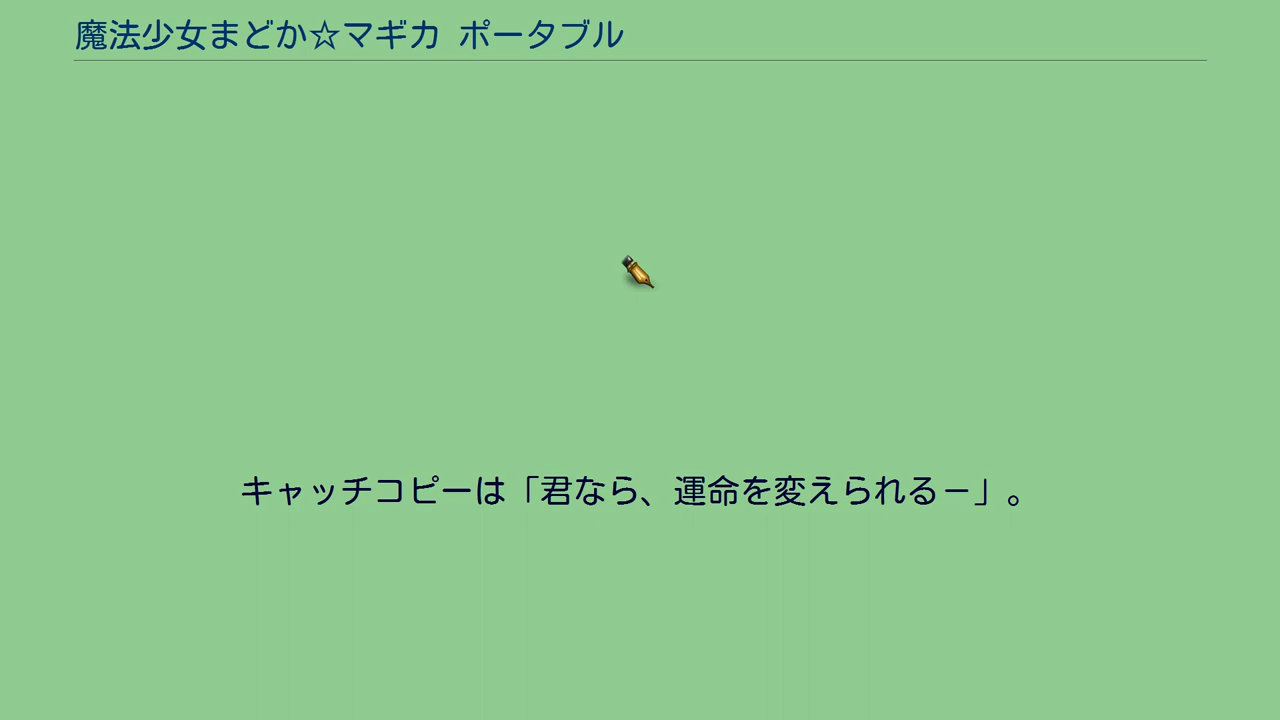 魔法少女まどか☆マギカ ポータブル
キャッチコピーは「君なら、運命を変えられる－」。